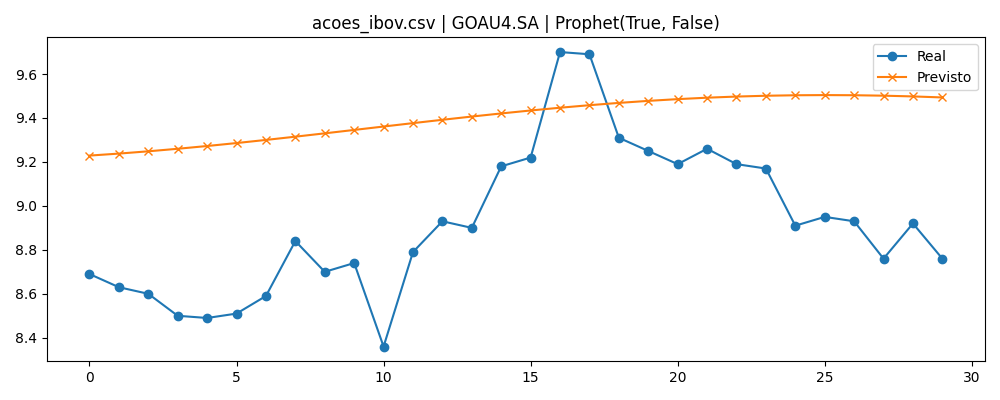 acoes_ibov.csv | GOAU4.SA | Prophet(True, False)
Real
Previsto
9.6
9.4
9.2
9.0
8.8
8.6
8.4
0 5 10 15 20 25 30